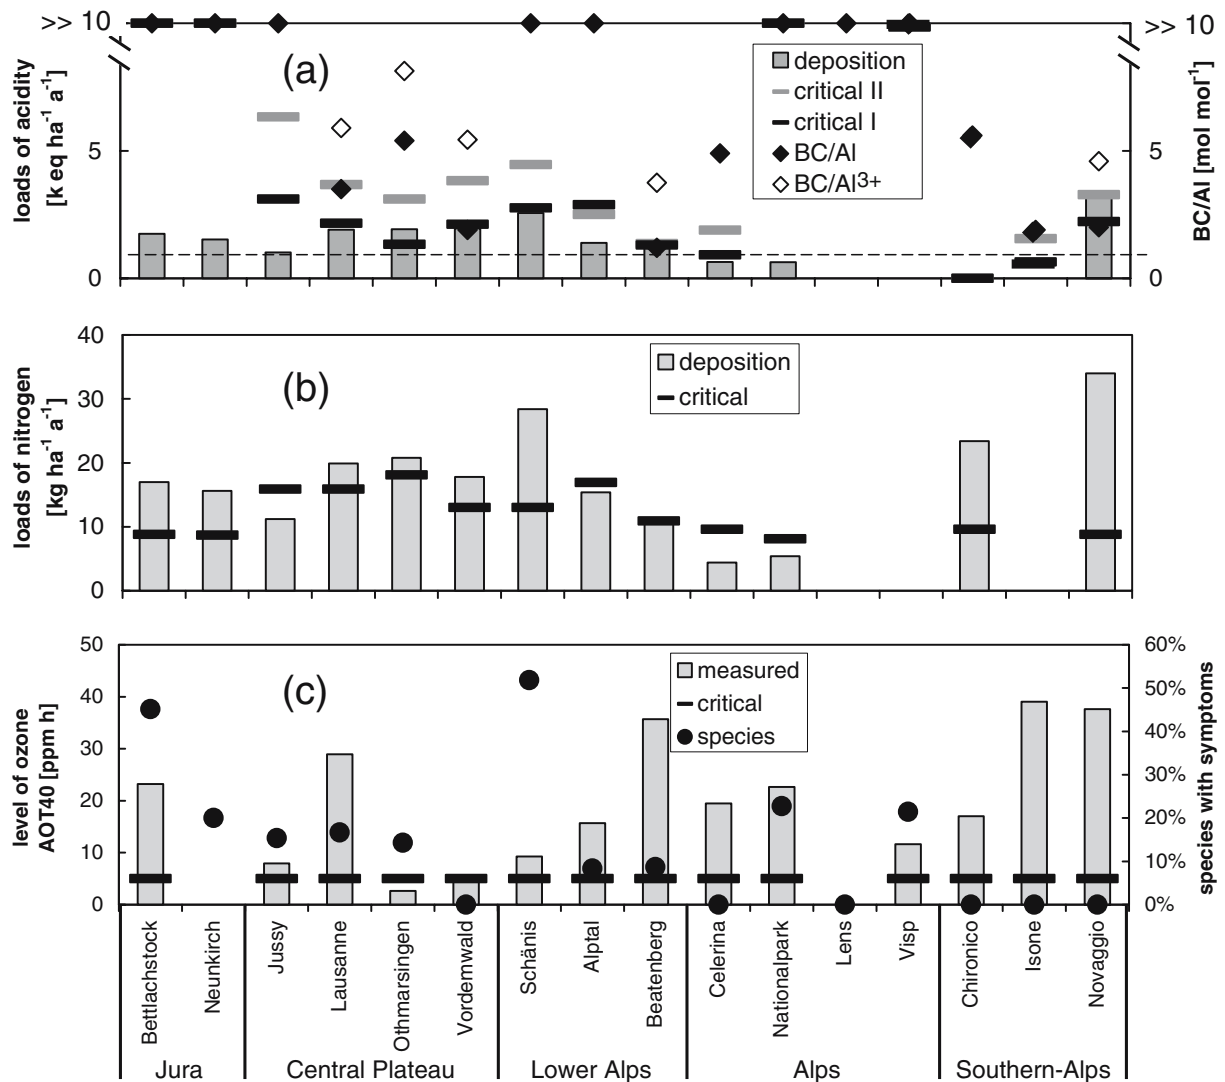 >> 10
>> 10
(a)
deposition
critical II
critical I
BC/Al
BC/Al3+
loads of acidity
[k eq ha-1 a-1]
5
0
BC/Al [mol mol-1]
5
0
(b)
deposition
critical
loads of nitrogen
[kg ha-1 a-1]
40
30
20
10
0
(c)
measured
critical
species
level of ozone
AOT40 [ppm h]
50
40
30
20
10
0
species with symptoms
60%
50%
40%
30%
20%
10%
0%
Bettlachstock
Neunkirch
Jussy
Lausanne
Othmarsingen
Vordemwald
Schänis
Alptal
Beatenberg
Celerina
Nationalpark
Lens
Visp
Chironico
Isone
Novaggio
Jura
Central Plateau
Lower Alps
Alps
Southern-Alps